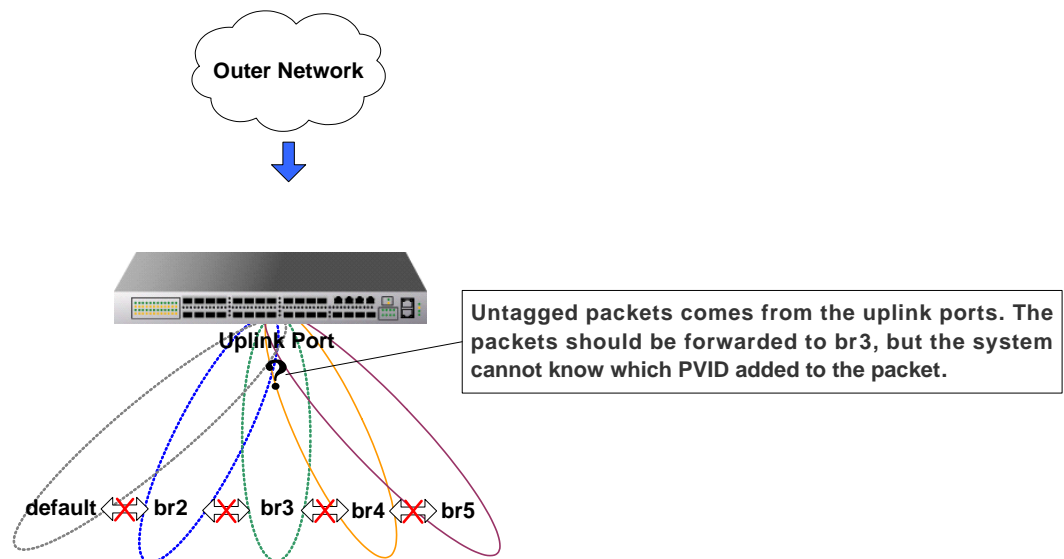 Outer Network
Uplink Port
?
Untagged packets comes from the uplink ports. The
packets should be forwarded to br3, but the system
cannot know which PVID added to the packet.
default br2 br3 br4 br5